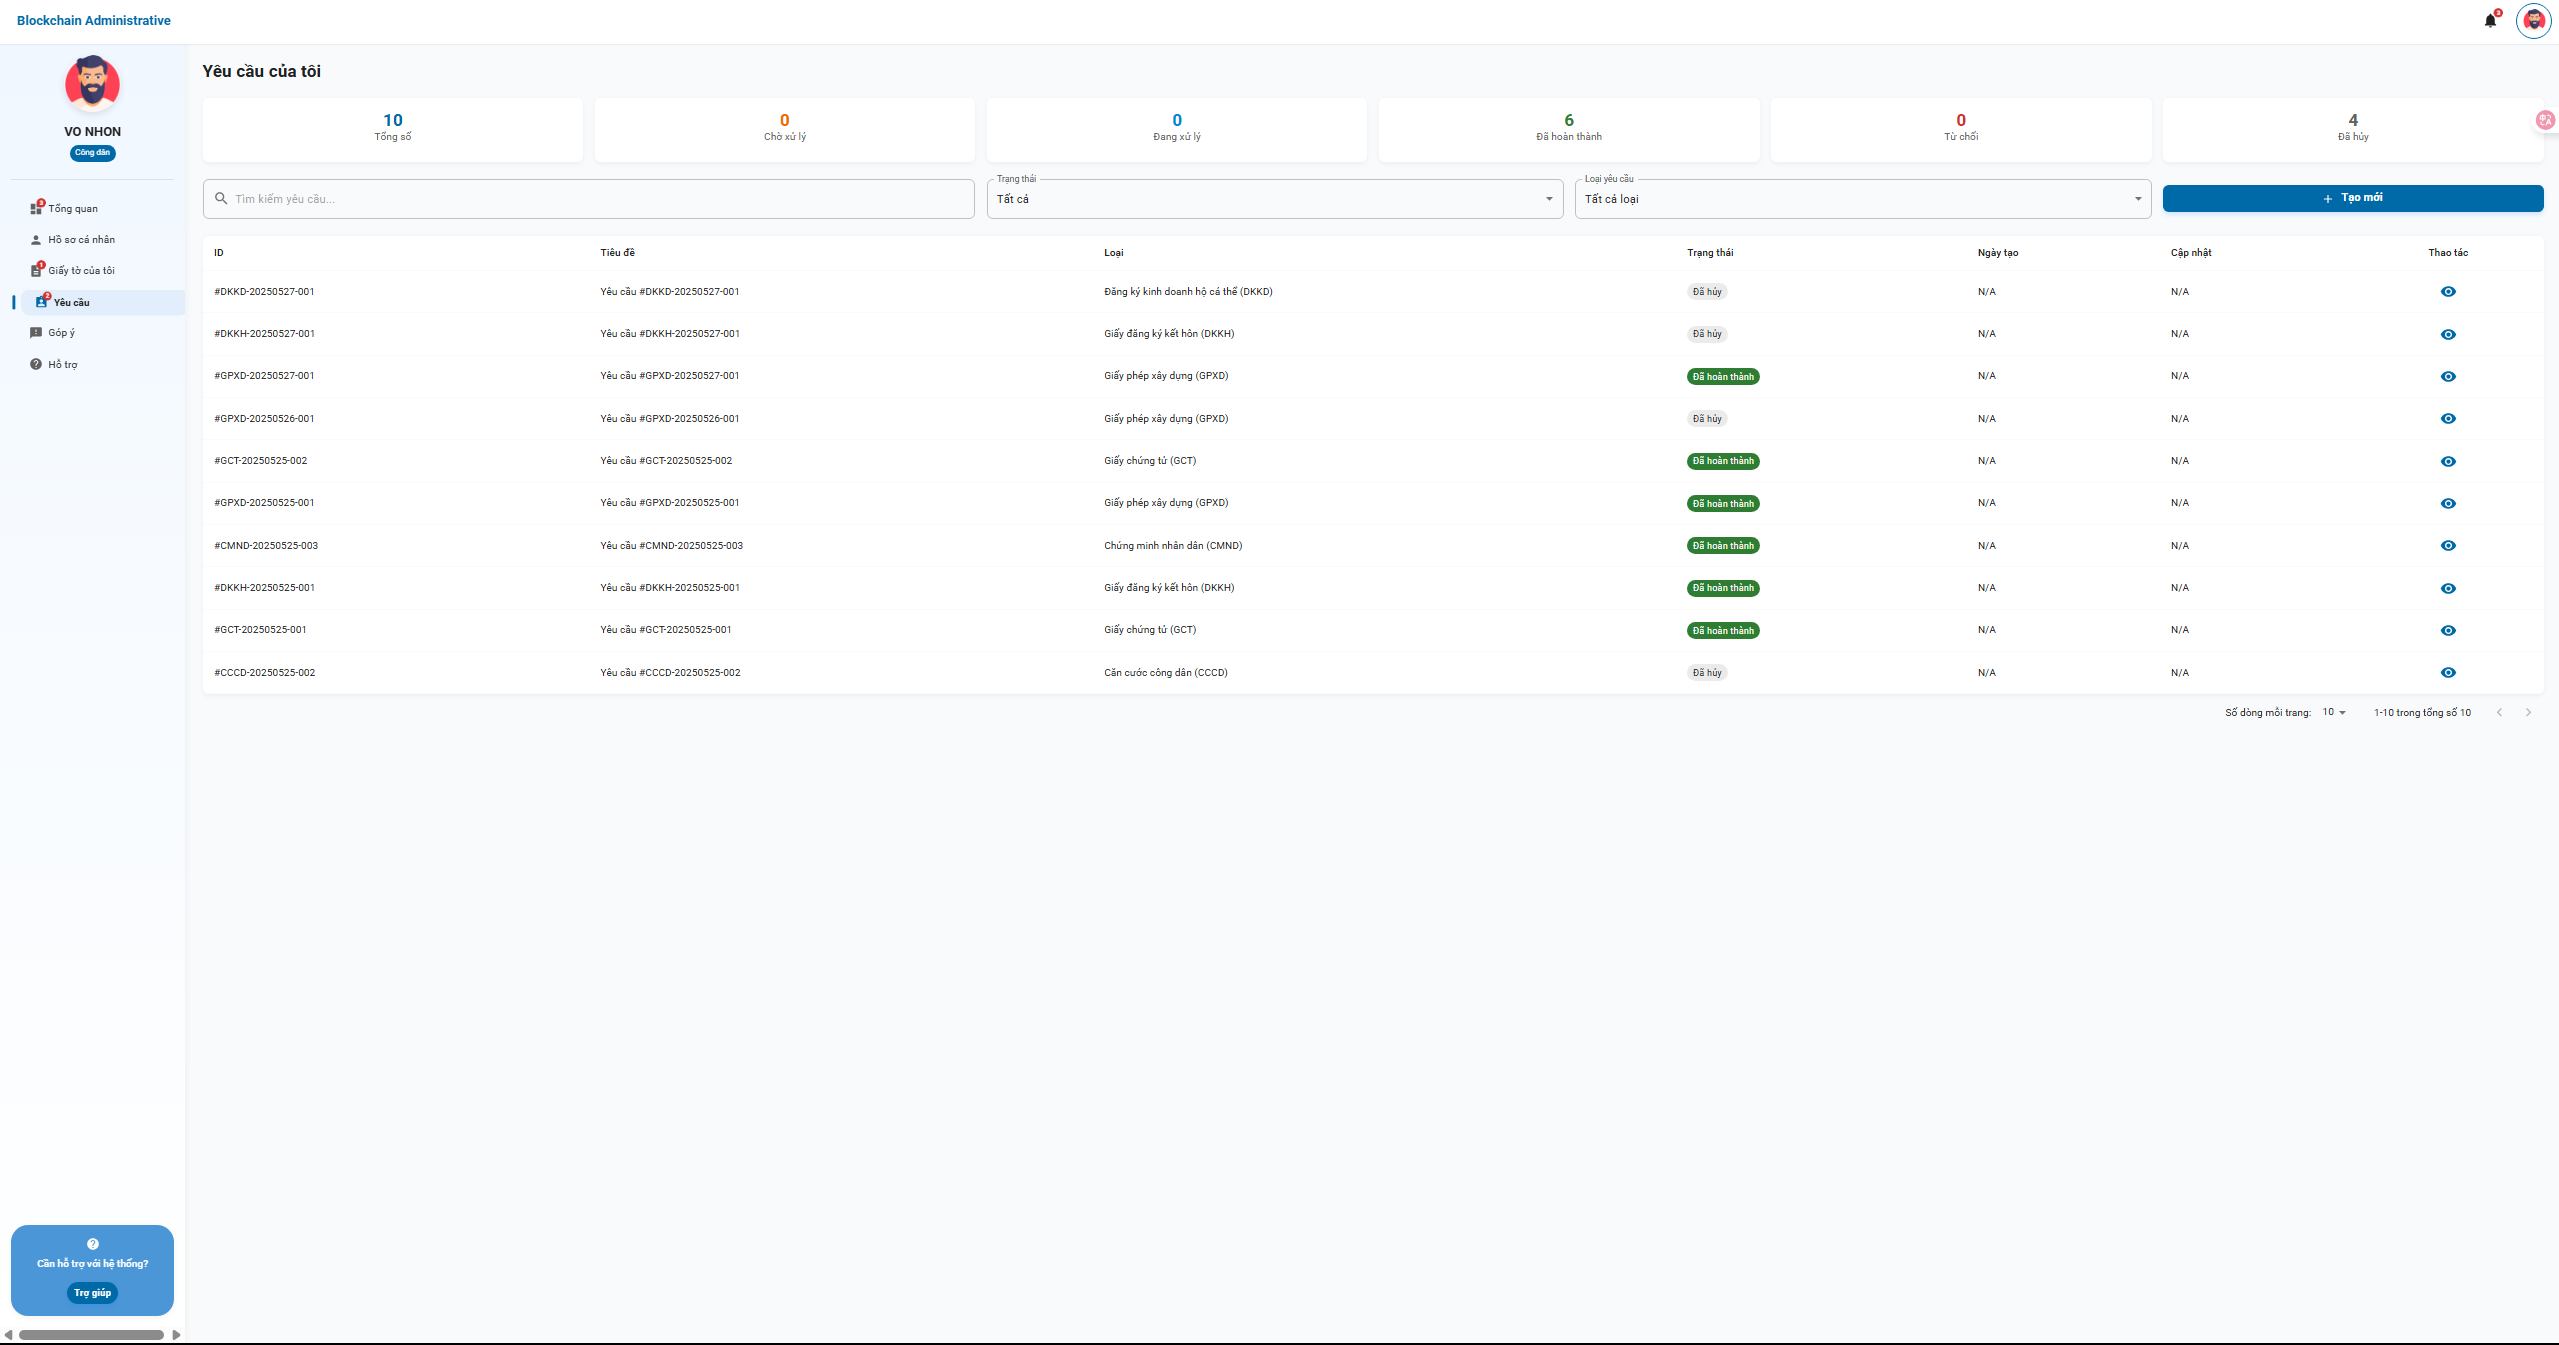 Blockchain Administrative
3
VO NHON
Công dân
3
Tổng quan
Hồ sơ cá nhân
1
Giấy tờ của tôi
2
Yêu cầu
Góp ý
Hỗ trợ
Cần hỗ trợ với hệ thống?
Trợ giúp
Yêu cầu của tôi
10
Tổng số
0
Chờ xử lý
0
Đang xử lý
6
Đã hoàn thành
0
Từ chối
4
Đã hủy
Tìm kiếm yêu cầu...
Trạng thái
Tất cả
Loại yêu cầu
Tất cả loại
+ Tạo mới
ID Tiêu đề Loại Trạng thái Ngày tạo Cập nhật Thao tác
#DKKD-20250527-001 Yêu cầu #DKKD-20250527-001 Đăng ký kinh doanh hộ cá thể (DKKD) Đã hủy N/A N/A
#DKKH-20250527-001 Yêu cầu #DKKH-20250527-001 Giấy đăng ký kết hôn (DKKH) Đã hủy N/A N/A
#GPXD-20250527-001 Yêu cầu #GPXD-20250527-001 Giấy phép xây dựng (GPXD) Đã hoàn thành N/A N/A
#GPXD-20250526-001 Yêu cầu #GPXD-20250526-001 Giấy phép xây dựng (GPXD) Đã hủy N/A N/A
#GCT-20250525-002 Yêu cầu #GCT-20250525-002 Giấy chứng tử (GCT) Đã hoàn thành N/A N/A
#GPXD-20250525-001 Yêu cầu #GPXD-20250525-001 Giấy phép xây dựng (GPXD) Đã hoàn thành N/A N/A
#CMND-20250525-003 Yêu cầu #CMND-20250525-003 Chứng minh nhân dân (CMND) Đã hoàn thành N/A N/A
#DKKH-20250525-001 Yêu cầu #DKKH-20250525-001 Giấy đăng ký kết hôn (DKKH) Đã hoàn thành N/A N/A
#GCT-20250525-001 Yêu cầu #GCT-20250525-001 Giấy chứng tử (GCT) Đã hoàn thành N/A N/A
#CCCD-20250525-002 Yêu cầu #CCCD-20250525-002 Căn cước công dân (CCCD) Đã hủy N/A N/A
Số dòng mỗi trang: 10 1-10 trong tổng số 10